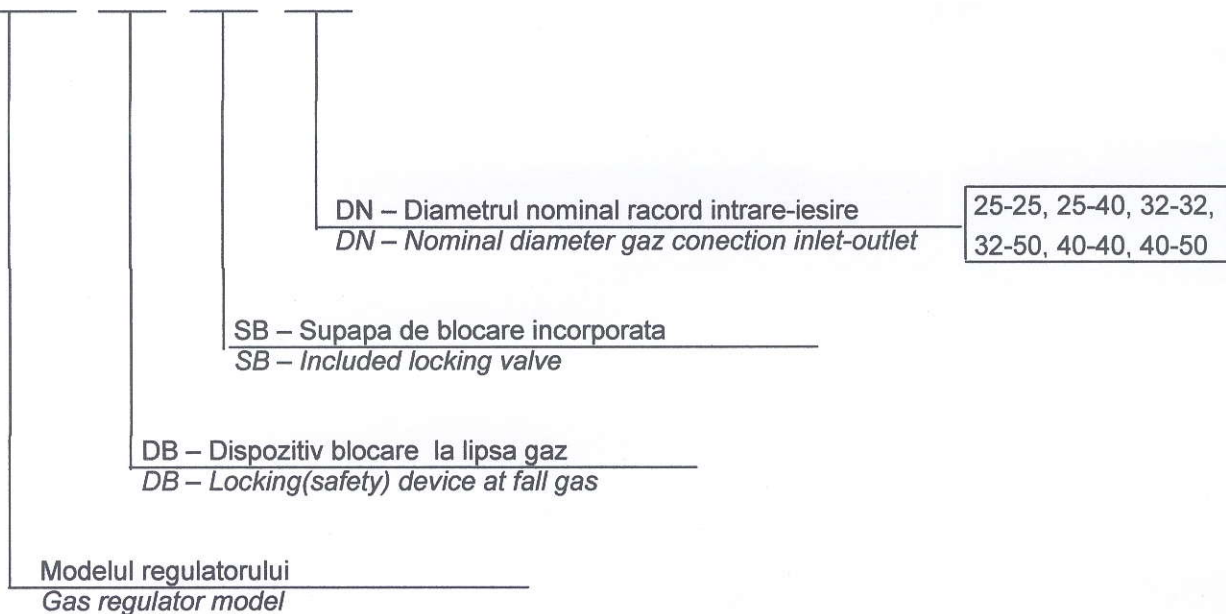 DN – Diametrul nominal racord intrare-iesire
DN – Nominal diameter gaz conection inlet-outlet
25-25, 25-40, 32-32,
32-50, 40-40, 40-50
SB – Supapa de blocare incorporata
SB – Included locking valve
DB – Dispozitiv blocare la lipsa gaz
DB – Locking(safety) device at fall gas
Modelul regulatorului
Gas regulator model